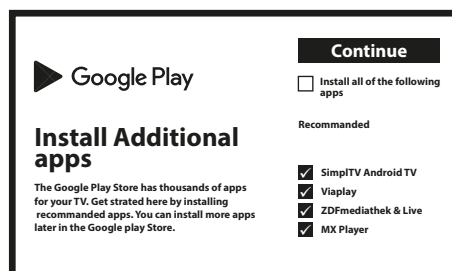 Google Play
Install Additional
apps
The Google Play Store has thousands of apps
for your TV. Get strated here by installing
recommanded apps. You can install more apps
later in the Google play Store.
Continue
Install all of the following
apps
Recommanded
SimplTV Android TV
Viaplay
ZDFmediathek & Live
MX Player